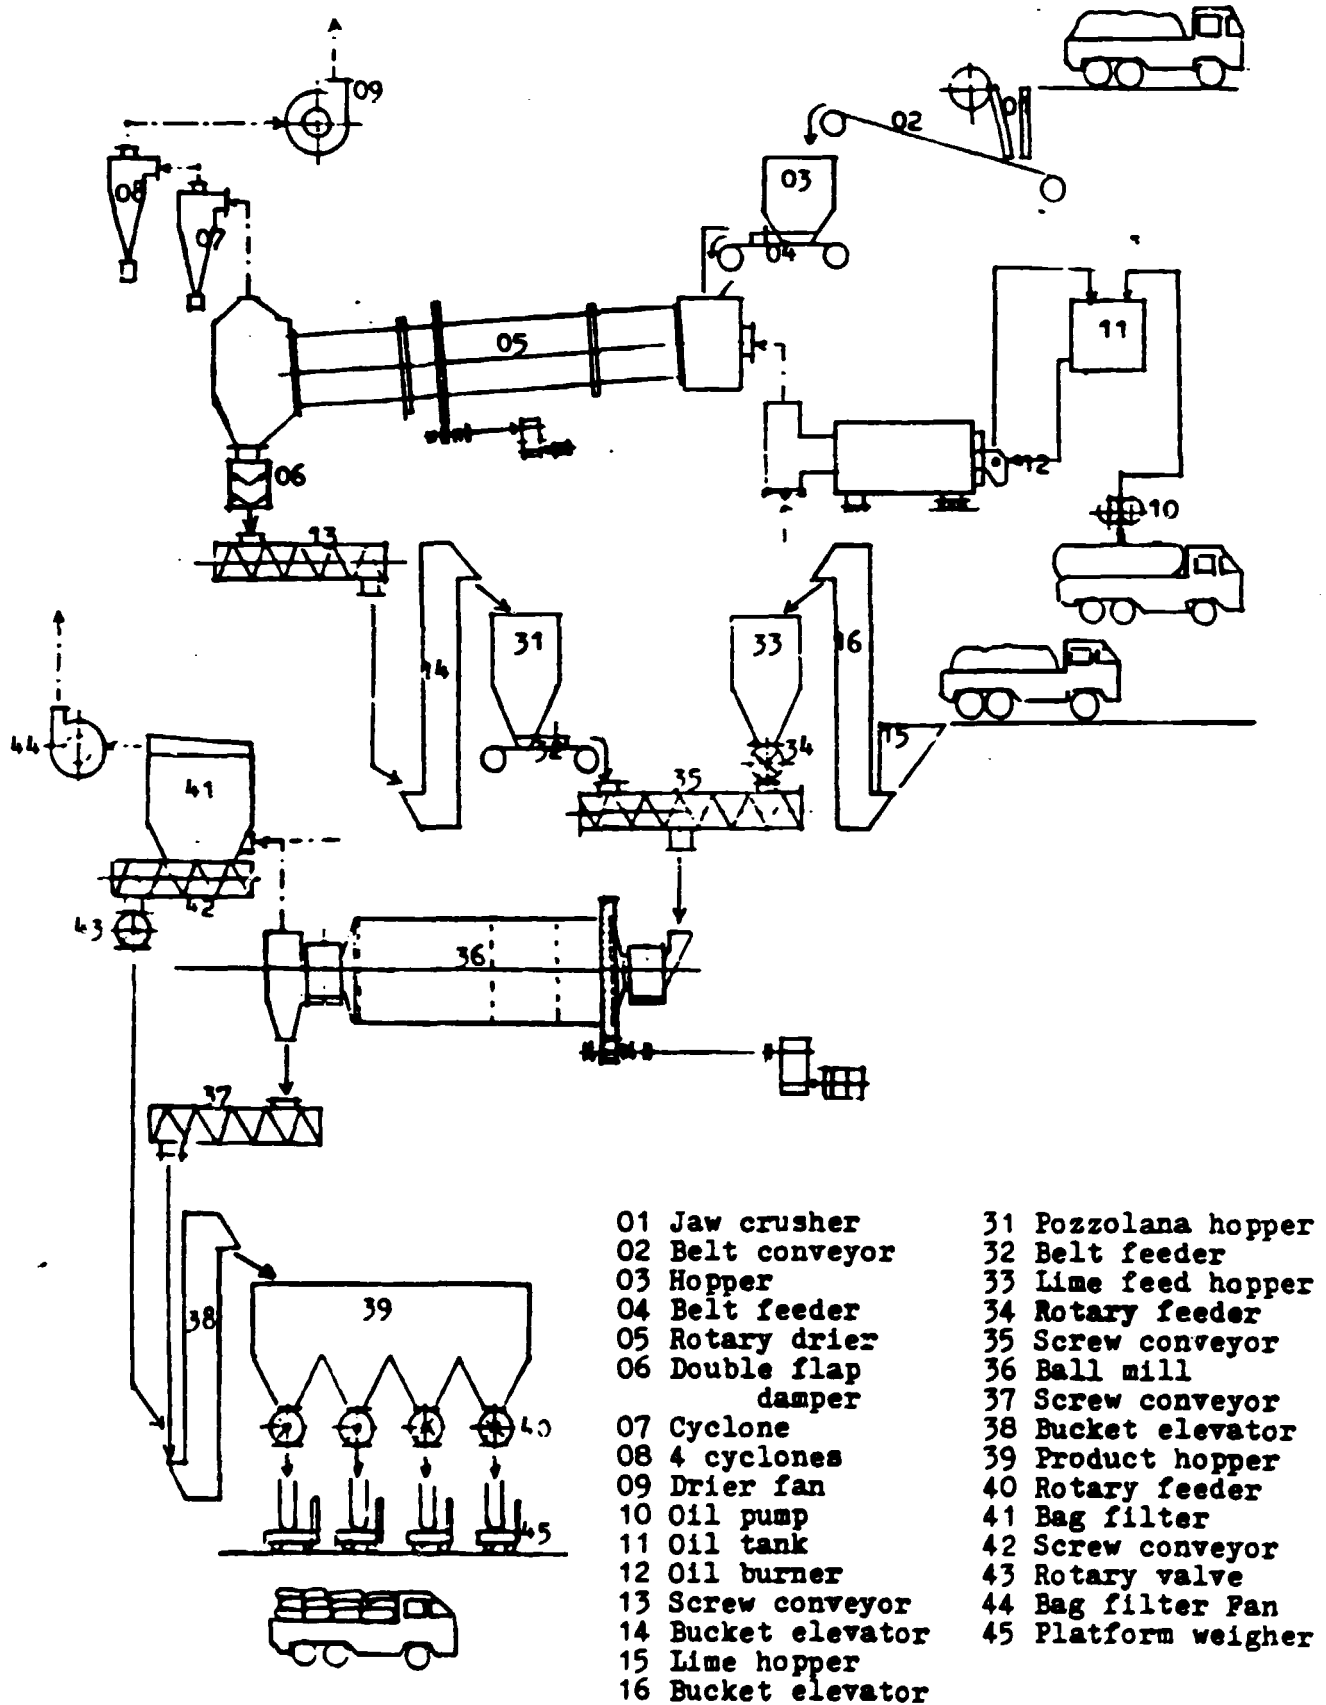 09
01
02
08
03
07
04
11
05
12
06
10
13
31
33
16
14
44
15
32
34
41
35
42
43
36
37
38
39
40
45
01 Jaw crusher
02 Belt conveyor
03 Hopper
04 Belt feeder
05 Rotary drier
06 Double flap
damper
07 Cyclone
08 4 cyclones
09 Drier fan
10 Oil pump
11 Oil tank
12 Oil burner
13 Screw conveyor
14 Bucket elevator
15 Lime hopper
16 Bucket elevator
31 Pozzolana hopper
32 Belt feeder
33 Lime feed hopper
34 Rotary feeder
35 Screw conveyor
36 Ball mill
37 Screw conveyor
38 Bucket elevator
39 Product hopper
40 Rotary feeder
41 Bag filter
42 Screw conveyor
43 Rotary valve
44 Bag filter Fan
45 Platform weigher